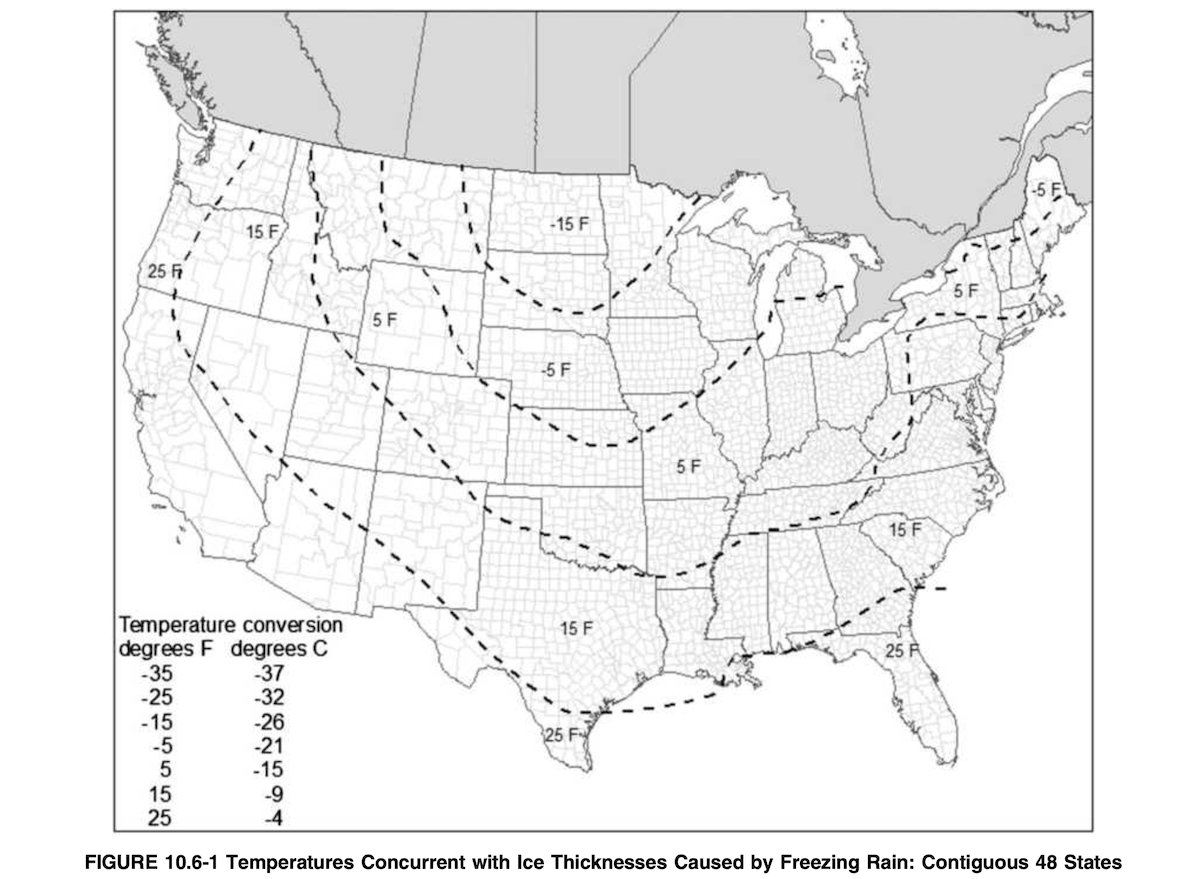 -5 F
-15 F
15 F
25 F
5 F
5 F
-5 F
5 F
15 F
15 F
25 F
25 F
Temperature conversion
degrees F degrees C
-35 -37
-25 -32
-15 -26
-5 -21
5 -15
15 -9
25 -4
FIGURE 10.6-1 Temperatures Concurrent with Ice Thicknesses Caused by Freezing Rain: Contiguous 48 States